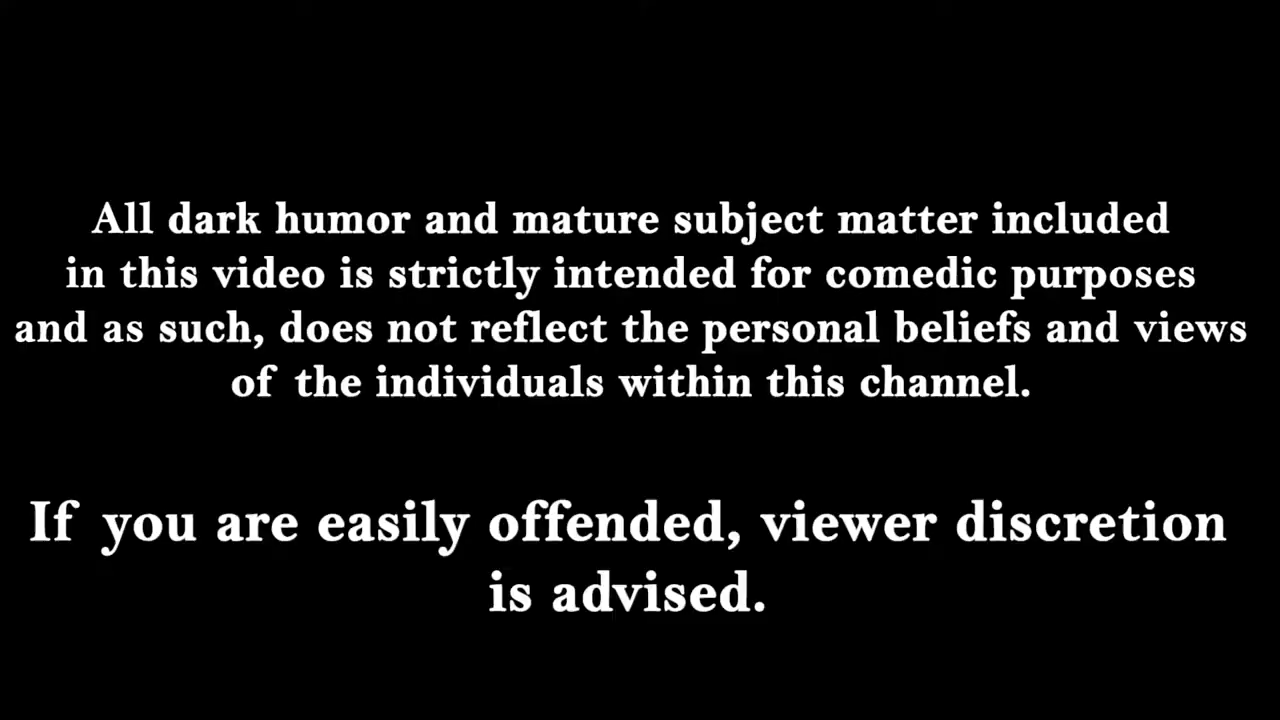 All dark humor and mature subject matter included
in this video is strictly intended for comedic purposes
and as such, does not reflect the personal beliefs and views
of the individuals within this channel.
If you are easily offended, viewer discretion
is advised.